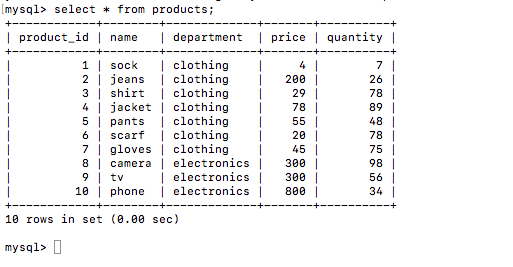 mysql> select * from products;
+------------+---------+-------------+-------+----------+
| product_id | name    | department  | price | quantity |
+------------+---------+-------------+-------+----------+
|          1 | sock    | clothing    |     4 |        7 |
|          2 | jeans   | clothing    |   200 |       26 |
|          3 | shirt   | clothing    |    29 |       78 |
|          4 | jacket  | clothing    |    78 |       89 |
|          5 | pants   | clothing    |    55 |       48 |
|          6 | scarf   | clothing    |    20 |       78 |
|          7 | gloves  | clothing    |    45 |       75 |
|          8 | camera  | electronics |   300 |       98 |
|          9 | tv      | electronics |   300 |       56 |
|         10 | phone   | electronics |   800 |       34 |
+------------+---------+-------------+-------+----------+
10 rows in set (0.00 sec)
mysql>